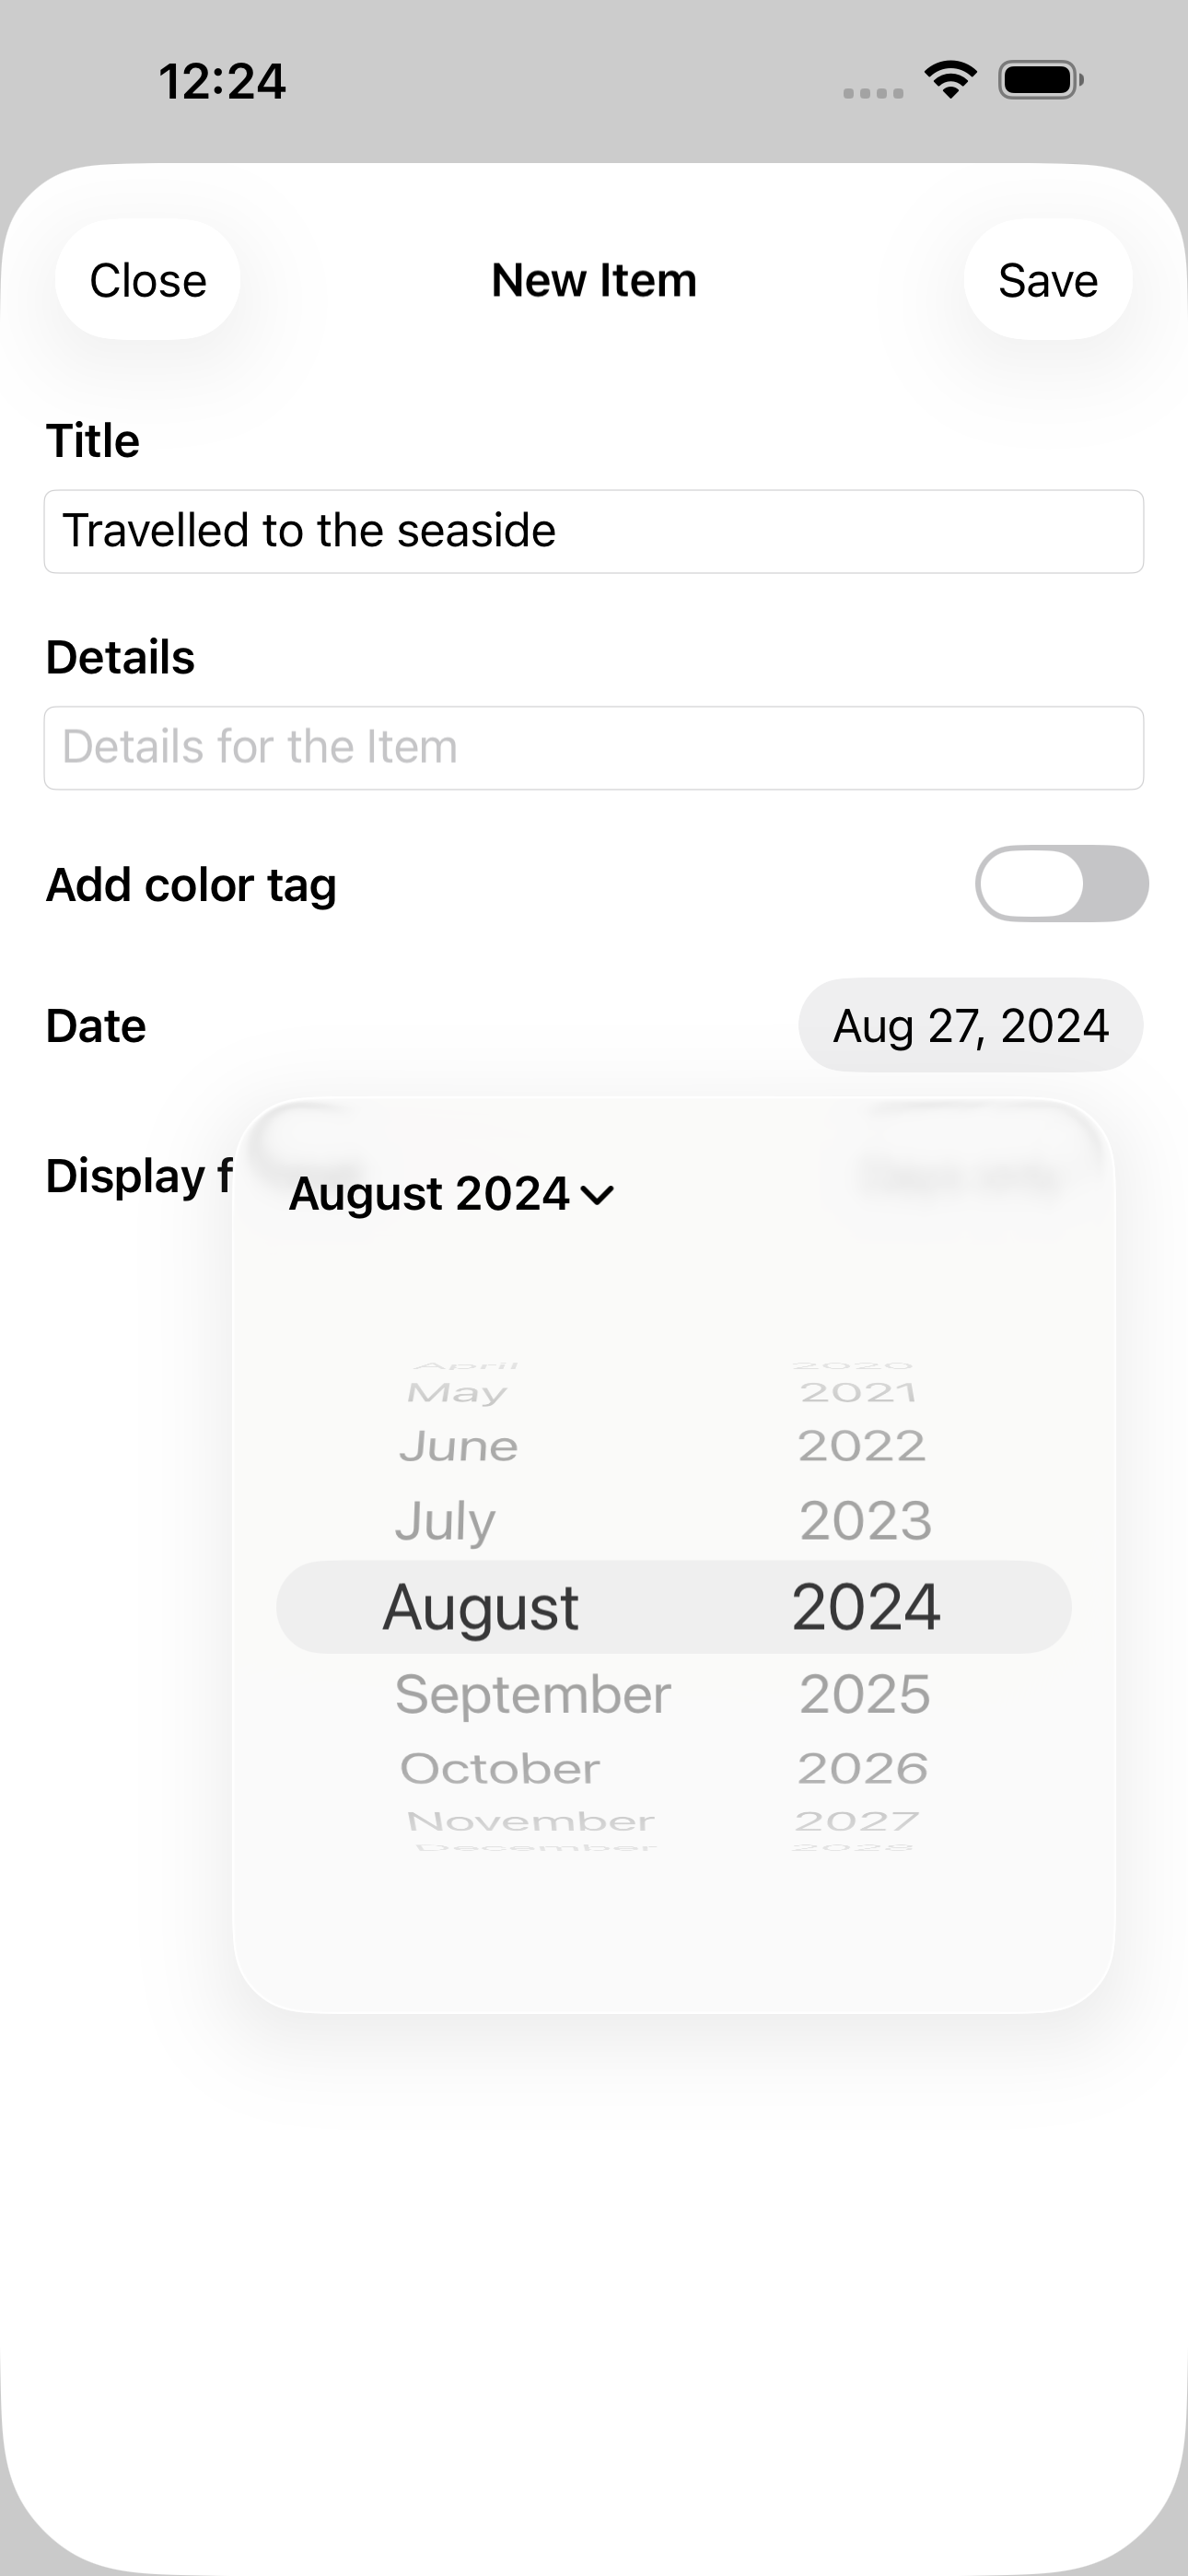 12:24
Close New Item Save
Title
Travelled to the seaside
Details
Details for the Item
Add color tag
Date Aug 27, 2024
Display f
August 2024
April 2020
May 2021
June 2022
July 2023
August 2024
September 2025
October 2026
November 2027
December 2028